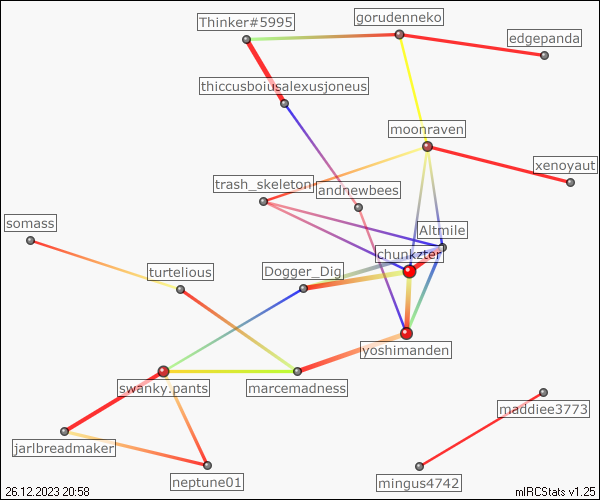 Thinker#5995
gorudenneko
edgepanda
thiccusboiusalexusjoneus
moonraven
xenoyaut
trash_skeleton
andnewbees
somass
Altmile
chunkzter
turtelious
Dogger_Dig
yoshimanden
swanky.pants
marcemadness
maddiee3773
jarlbreadmaker
neptune01
mingus4742
26.12.2023 20:58
mIRCStats v1.25